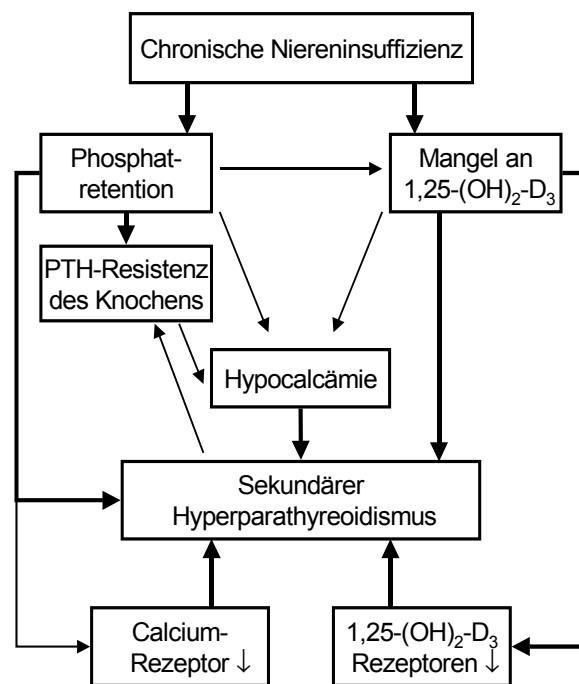 Chronische Niereninsuffizienz
Phosphat-
retention
Mangel an
1,25-(OH)₂-D₃
PTH-Resistenz
des Knochens
Hypocalcämie
Sekundärer
Hyperparathyreoidismus
Calcium-
Rezeptor ↓
1,25-(OH)₂-D₃
Rezeptoren ↓